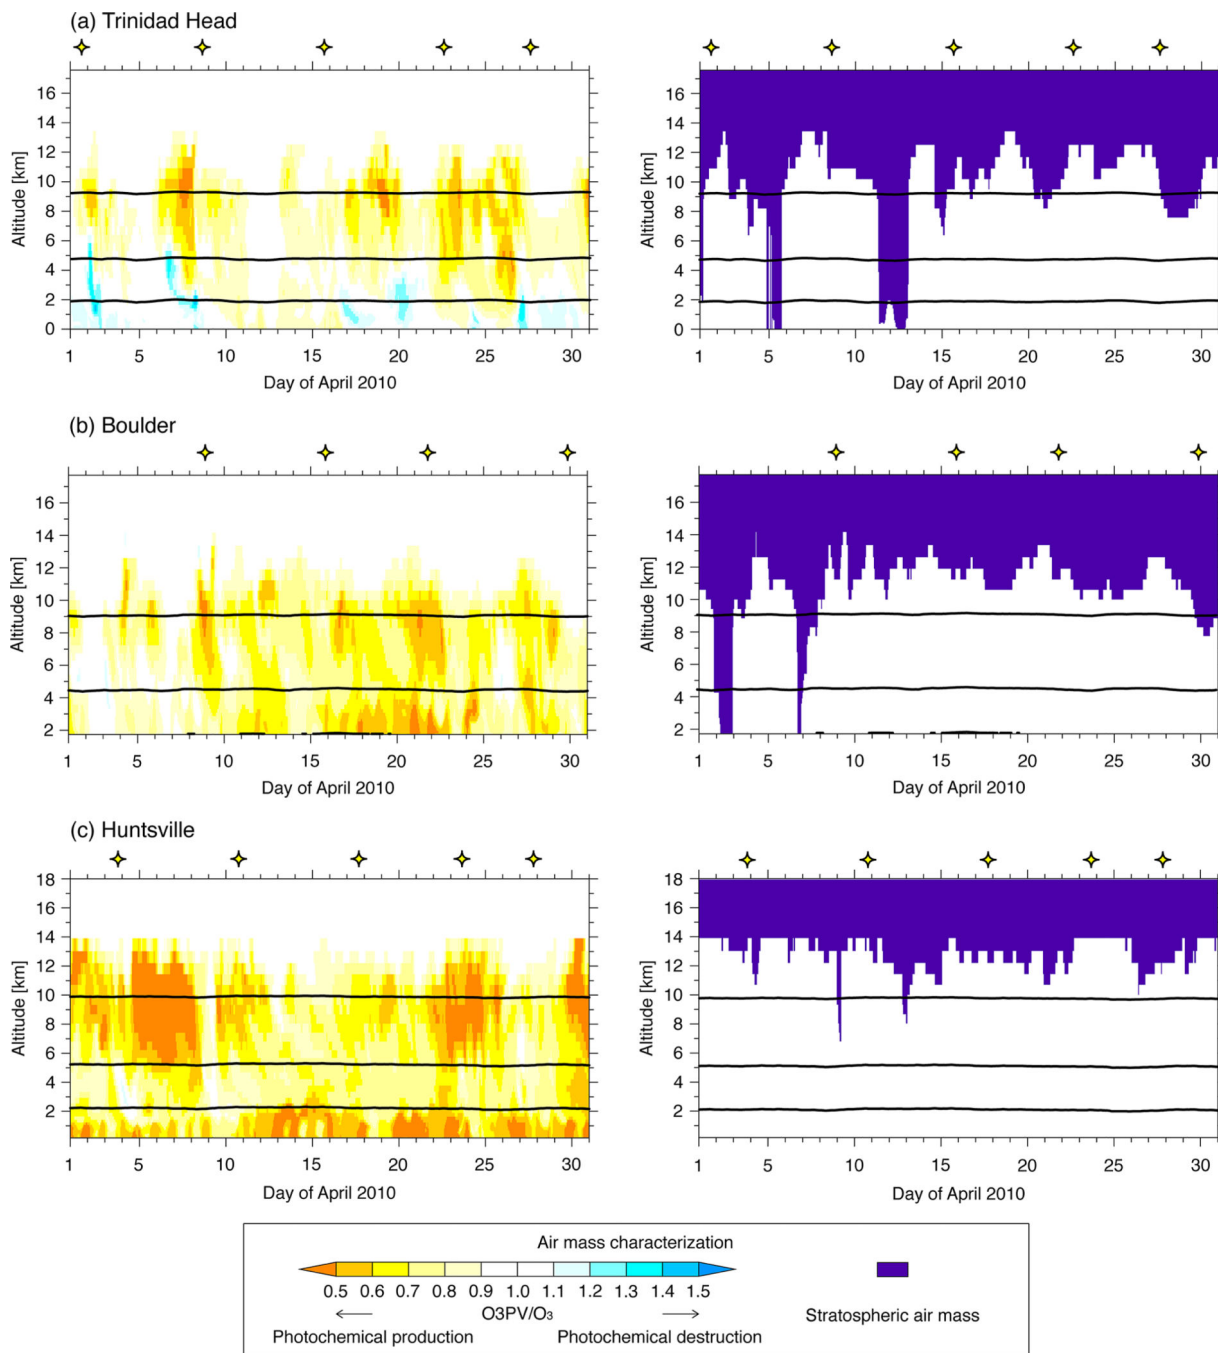 (a) Trinidad Head
Altitude [km]
16
14
12
10
8
6
4
2
0
1 5 10 15 20 25 30
Day of April 2010
Altitude [km]
16
14
12
10
8
6
4
2
0
1 5 10 15 20 25 30
Day of April 2010
(b) Boulder
Altitude [km]
16
14
12
10
8
6
4
2
1 5 10 15 20 25 30
Day of April 2010
Altitude [km]
16
14
12
10
8
6
4
2
1 5 10 15 20 25 30
Day of April 2010
(c) Huntsville
Altitude [km]
18
16
14
12
10
8
6
4
2
1 5 10 15 20 25 30
Day of April 2010
Altitude [km]
18
16
14
12
10
8
6
4
2
1 5 10 15 20 25 30
Day of April 2010
Air mass characterization
0.5 0.6 0.7 0.8 0.9 1.0 1.1 1.2 1.3 1.4 1.5
← O3PV/O₃ →
Photochemical production Photochemical destruction
Stratospheric air mass